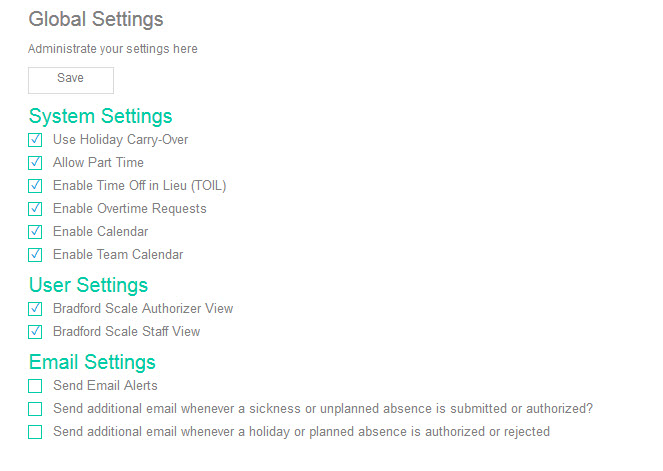 Global Settings
Administrate your settings here
Save
System Settings
Use Holiday Carry-Over
Allow Part Time
Enable Time Off in Lieu (TOIL)
Enable Overtime Requests
Enable Calendar
Enable Team Calendar
User Settings
Bradford Scale Authorizer View
Bradford Scale Staff View
Email Settings
Send Email Alerts
Send additional email whenever a sickness or unplanned absence is submitted or authorized?
Send additional email whenever a holiday or planned absence is authorized or rejected